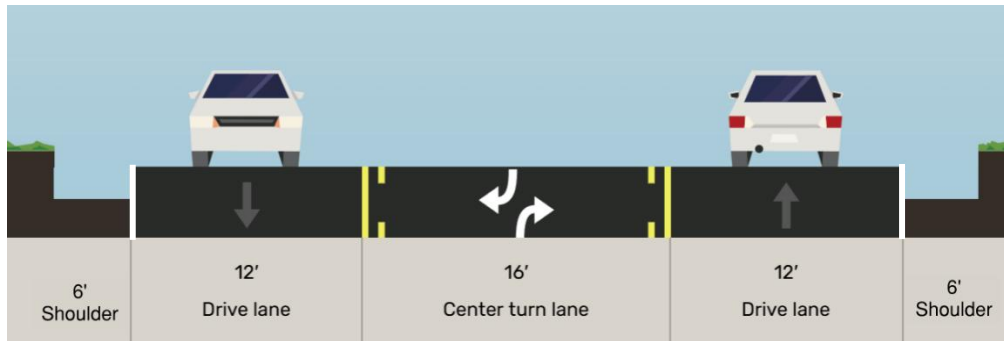 6'
Shoulder
12'
Drive lane
16'
Center turn lane
12'
Drive lane
6'
Shoulder